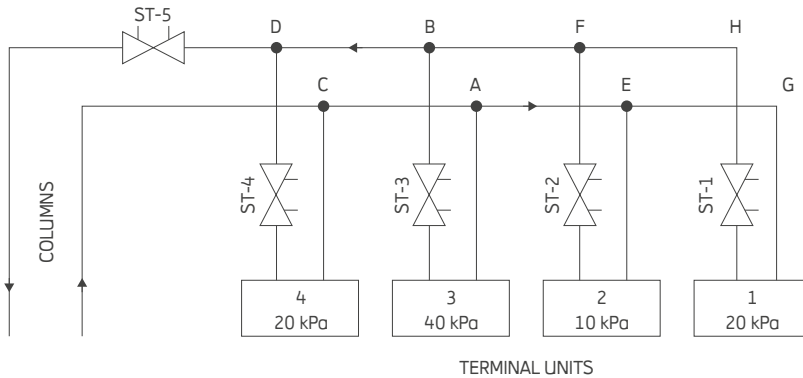 ST-5
D
B
F
H
C
A
E
G
COLUMNS
ST-4
ST-3
ST-2
ST-1
4
20 kPa
3
40 kPa
2
10 kPa
1
20 kPa
TERMINAL UNITS